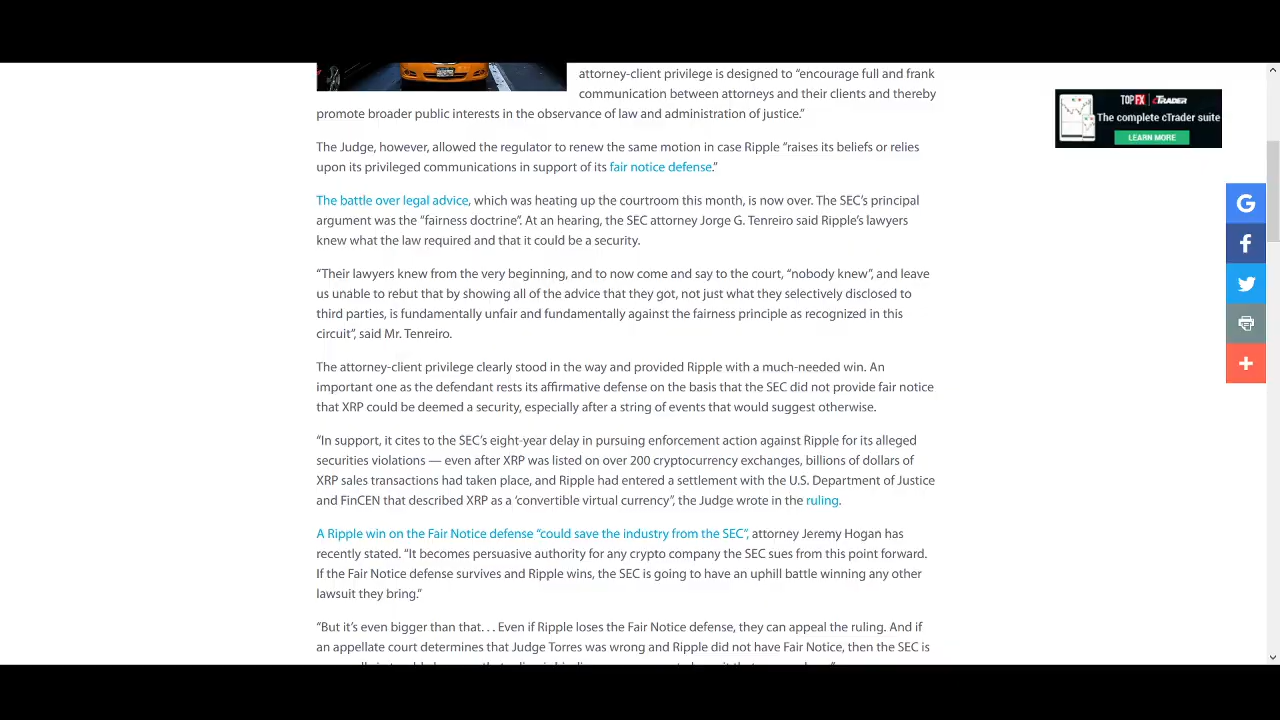 attorney-client privilege is designed to “encourage full and frank
communication between attorneys and their clients and thereby
promote broader public interests in the observance of law and administration of justice.”
The Judge, however, allowed the regulator to renew the same motion in case Ripple “raises its beliefs or relies
upon its privileged communications in support of its fair notice defense.”
The battle over legal advice, which was heating up the courtroom this month, is now over. The SEC’s principal
argument was the “fairness doctrine”. At an hearing, the SEC attorney Jorge G. Tenreiro said Ripple’s lawyers
knew what the law required and that it could be a security.
“Their lawyers knew from the very beginning, and to now come and say to the court, “nobody knew”, and leave
us unable to rebut that by showing all of the advice that they got, not just what they selectively disclosed to
third parties, is fundamentally unfair and fundamentally against the fairness principle as recognized in this
circuit”, said Mr. Tenreiro.
The attorney-client privilege clearly stood in the way and provided Ripple with a much-needed win. An
important one as the defendant rests its affirmative defense on the basis that the SEC did not provide fair notice
that XRP could be deemed a security, especially after a string of events that would suggest otherwise.
“In support, it cites to the SEC’s eight-year delay in pursuing enforcement action against Ripple for its alleged
securities violations — even after XRP was listed on over 200 cryptocurrency exchanges, billions of dollars of
XRP sales transactions had taken place, and Ripple had entered a settlement with the U.S. Department of Justice
and FinCEN that described XRP as a ‘convertible virtual currency”, the Judge wrote in the ruling.
A Ripple win on the Fair Notice defense “could save the industry from the SEC”, attorney Jeremy Hogan has
recently stated. “It becomes persuasive authority for any crypto company the SEC sues from this point forward.
If the Fair Notice defense survives and Ripple wins, the SEC is going to have an uphill battle winning any other
lawsuit they bring.”
“But it’s even bigger than that. . . Even if Ripple loses the Fair Notice defense, they can appeal the ruling. And if
an appellate court determines that Judge Torres was wrong and Ripple did not have Fair Notice, then the SEC is
TOPFX | cTRADER
The complete cTrader suite
LEARN MORE
G
f